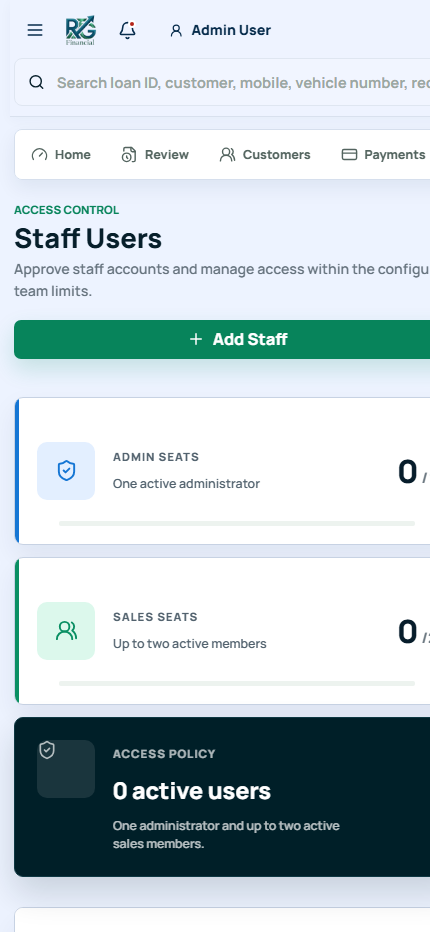 RG
Financial
Admin User
Search loan ID, customer, mobile, vehicle number,
Home Review Customers Payments
ACCESS CONTROL
Staff Users
Approve staff accounts and manage access within the
team limits.
+ Add Staff
ADMIN SEATS
One active administrator
0 /
SALES SEATS
Up to two active members
0 /
ACCESS POLICY
0 active users
One administrator and up to two active
sales members.